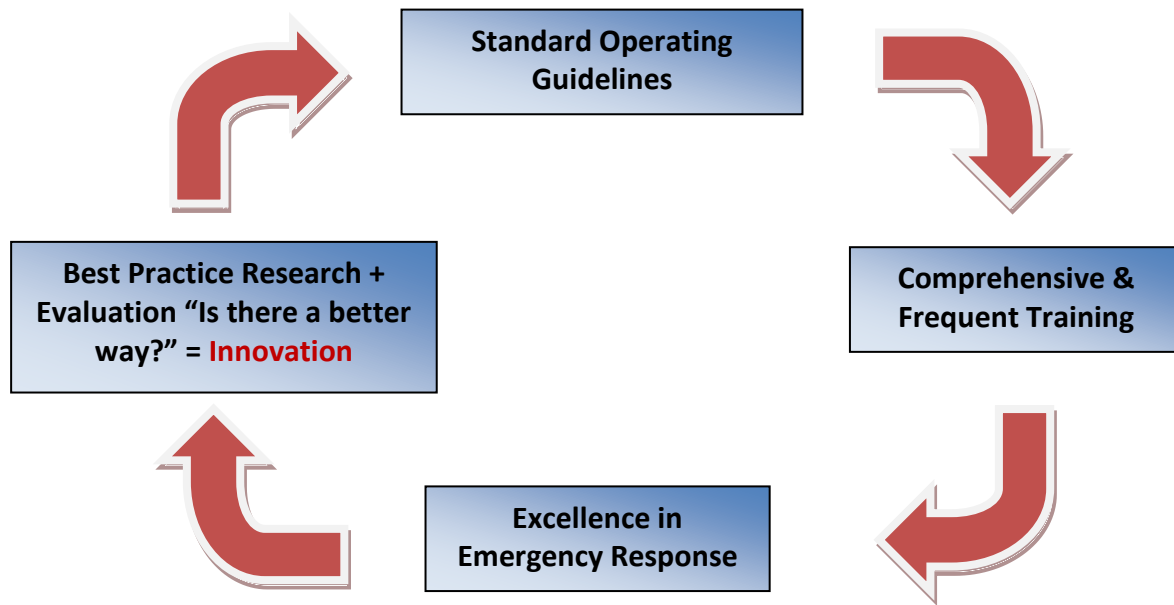 Standard Operating
Guidelines
Best Practice Research +
Evaluation “Is there a better
way?” = Innovation
Comprehensive &
Frequent Training
Excellence in
Emergency Response